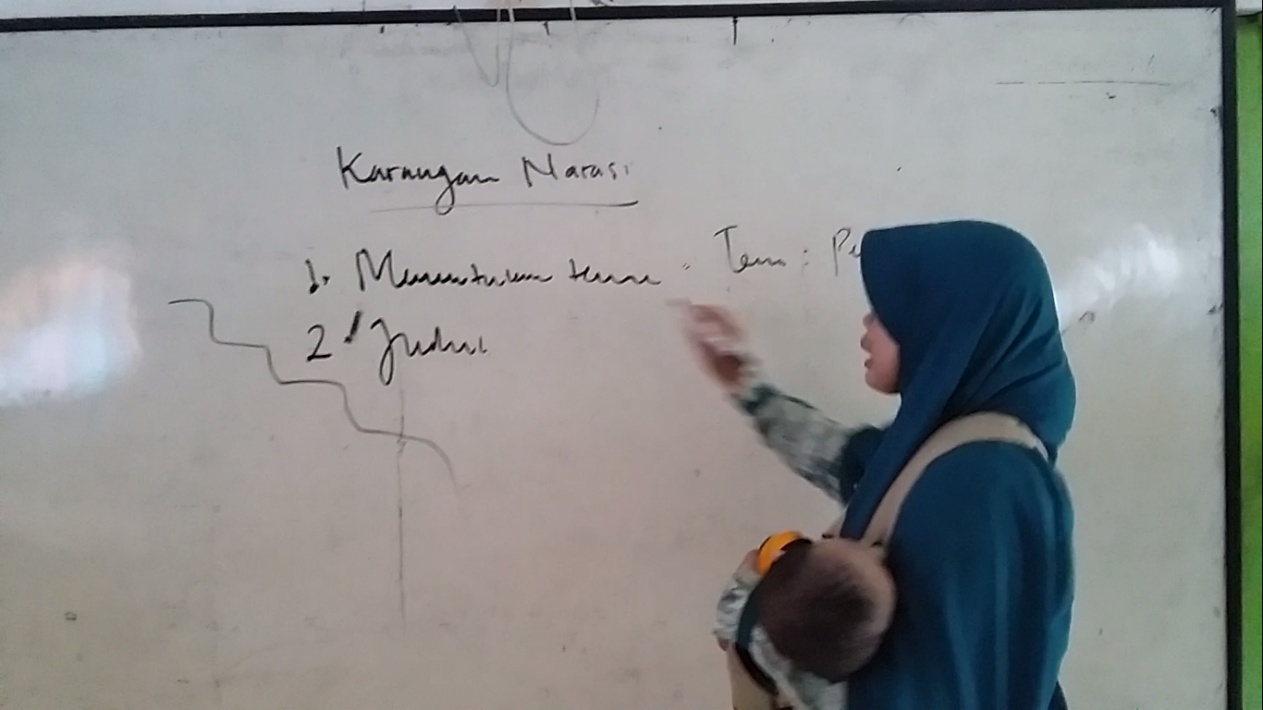 Karangan Narasi
1. Menentukan tema " Tema : Pe
2. Judul